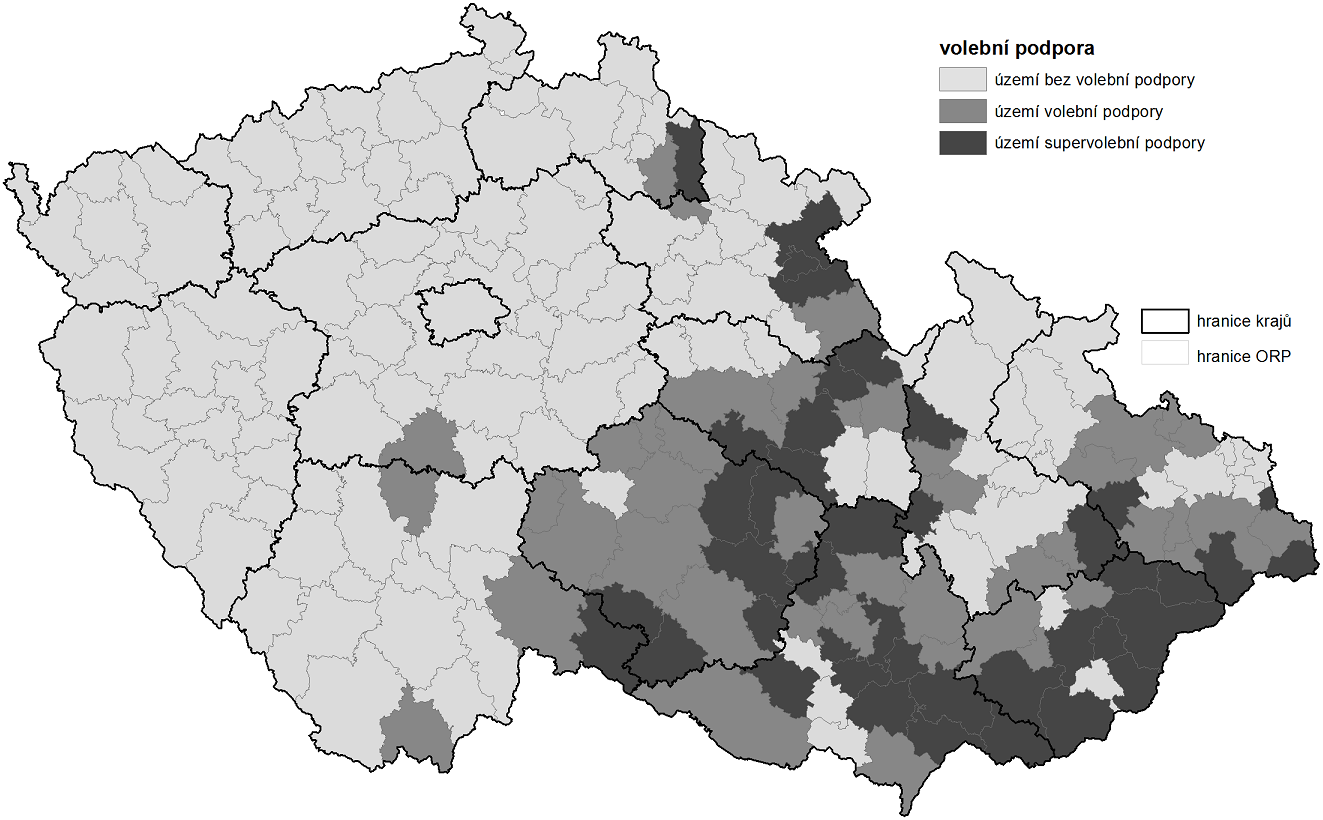 volební podpora
území bez volební podpory
území volební podpory
území supervolební podpory
hranice krajů
hranice ORP